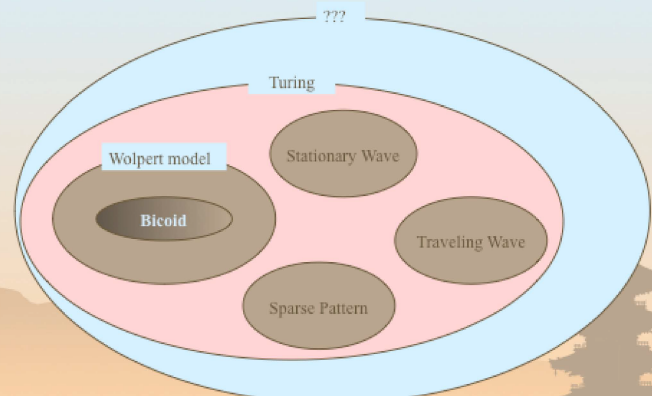 ???
Turing
Wolpert model
Stationary Wave
Bicoid
Traveling Wave
Sparse Pattern